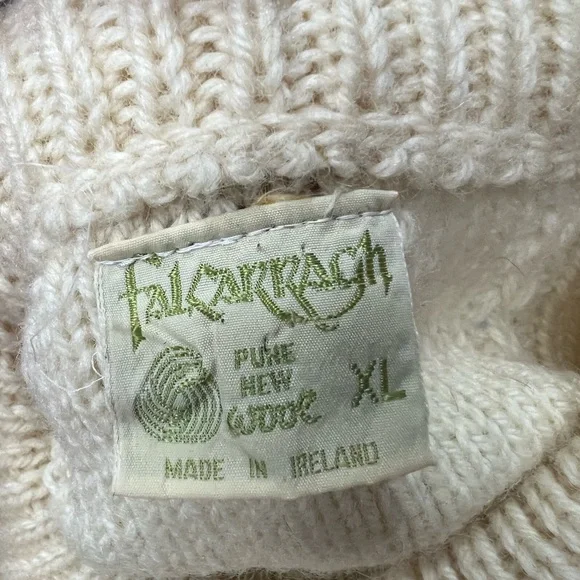 Falcarragh
PURE
NEW
WOOL
XL
MADE IN IRELAND